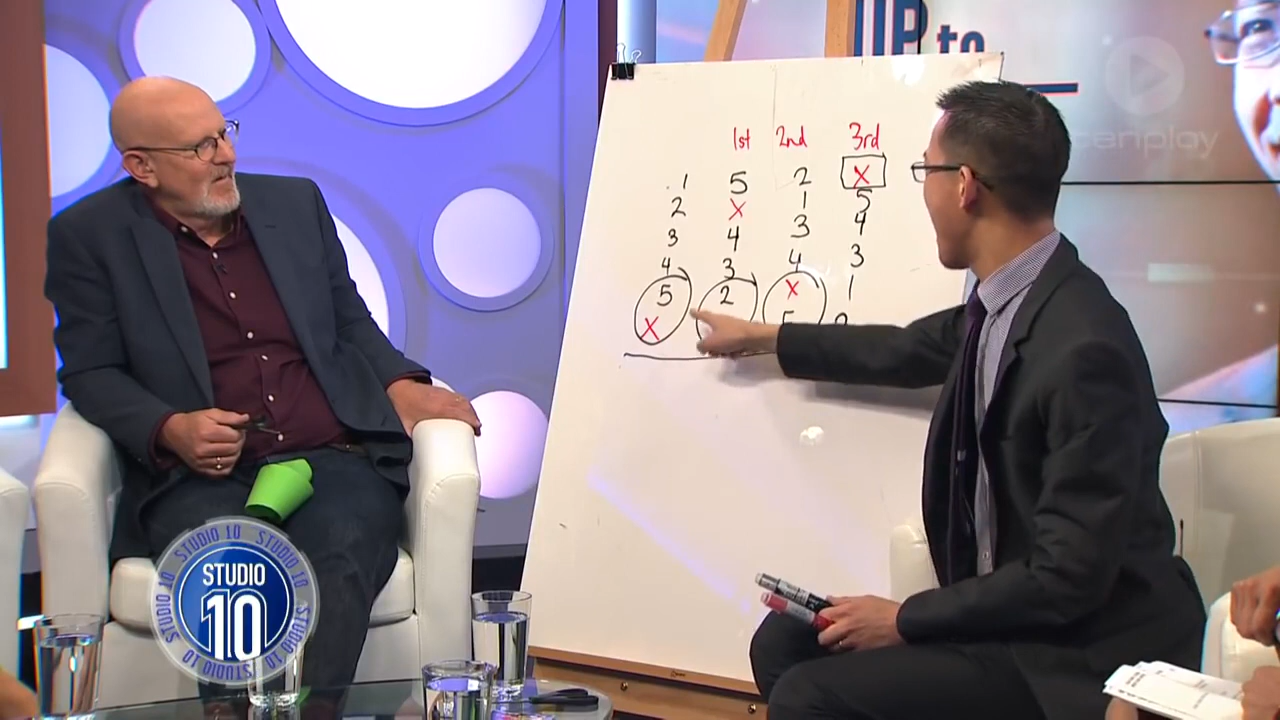 UP to
canplay
1st 2nd 3rd
1 5 2 X
2 X 1 5
3 4 3 4
4 3 4 3
5 2 X 1
X
STUDIO 10
STUDIO 10 STUDIO 10 STUDIO 10 STUDIO 10